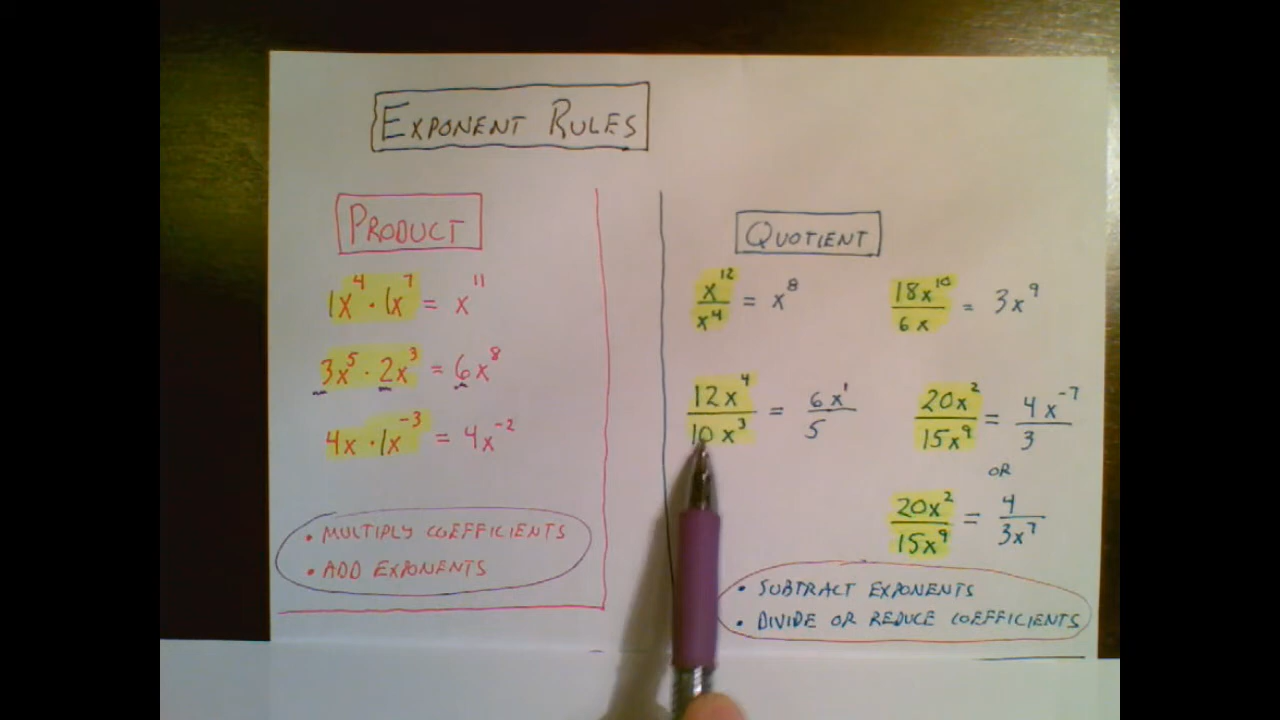 EXPONENT RULES
PRODUCT
1x⁴ · 1x⁷ = x¹¹
3x⁵ · 2x³ = 6x⁸
4x · 1x⁻³ = 4x⁻²
• MULTIPLY COEFFICIENTS
• ADD EXPONENTS
QUOTIENT
x¹²/x⁴ = x⁸
18x¹⁰/6x = 3x⁹
12x⁴/10x³ = 6x¹/5
20x²/15x⁹ = 4x⁻⁷/3
OR
20x²/15x⁹ = 4/3x⁷
• SUBTRACT EXPONENTS
• DIVIDE OR REDUCE COEFFICIENTS